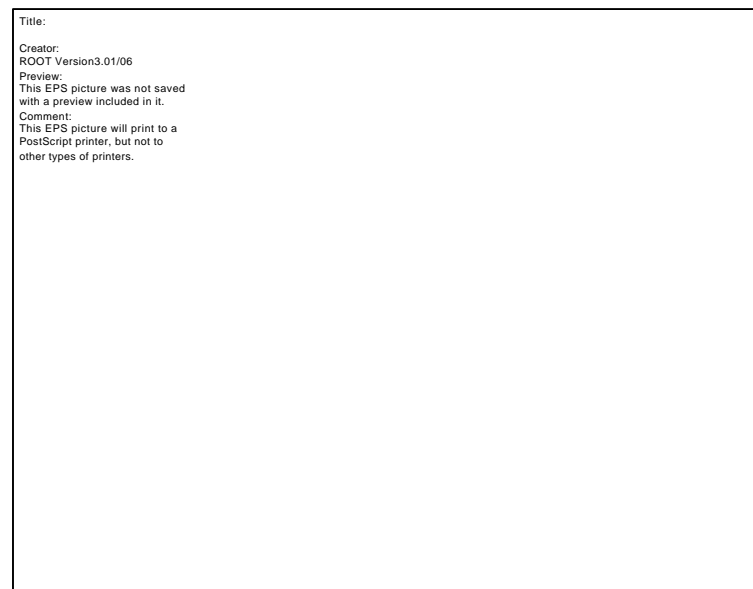 Title:
Creator:
ROOT Version3.01/06
Preview:
This EPS picture was not saved
with a preview included in it.
Comment:
This EPS picture will print to a
PostScript printer, but not to
other types of printers.